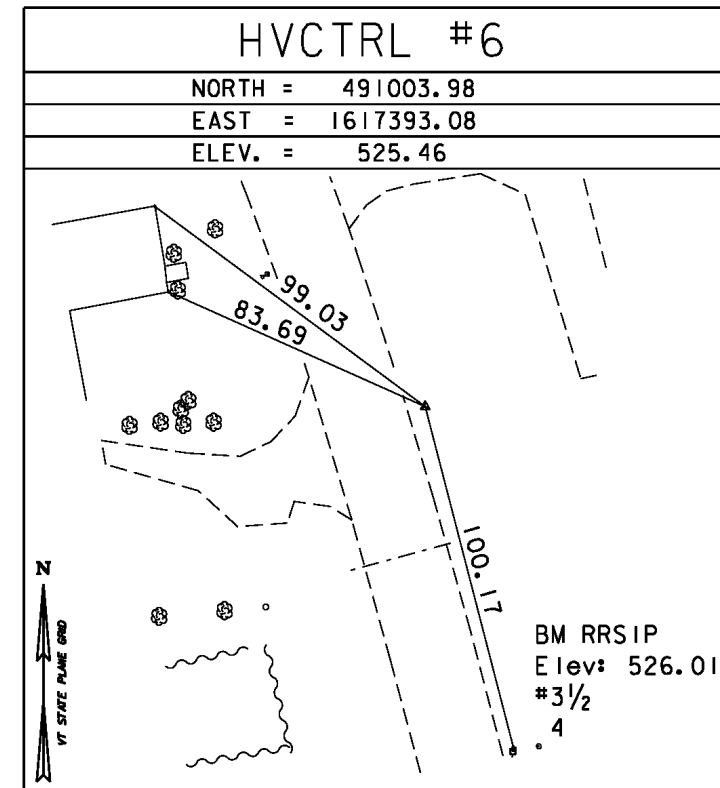 HVCTRL #6
NORTH = 491003.98
EAST = 1617393.08
ELEV. = 525.46
99.03
83.69
100.17
N
VT STATE PLANE GRID
BM RRSIP
Elev: 526.01
#3½
4